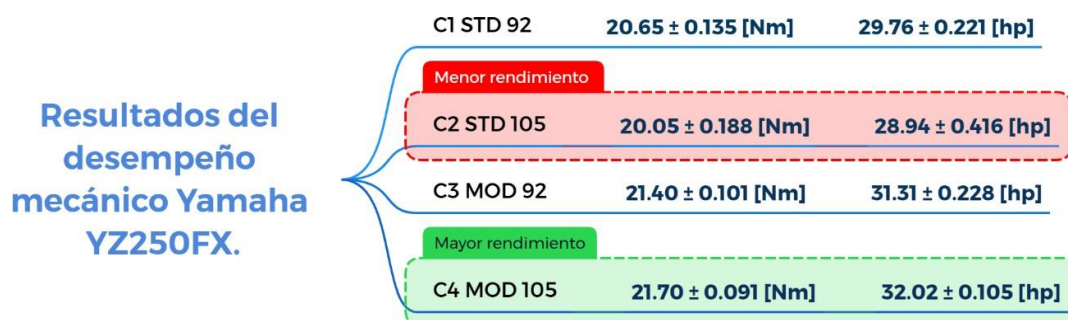 Resultados del
desempeño
mecánico Yamaha
YZ250FX.
C1 STD 92 20.65 ± 0.135 [Nm] 29.76 ± 0.221 [hp]
Menor rendimiento
C2 STD 105 20.05 ± 0.188 [Nm] 28.94 ± 0.416 [hp]
C3 MOD 92 21.40 ± 0.101 [Nm] 31.31 ± 0.228 [hp]
Mayor rendimiento
C4 MOD 105 21.70 ± 0.091 [Nm] 32.02 ± 0.105 [hp]